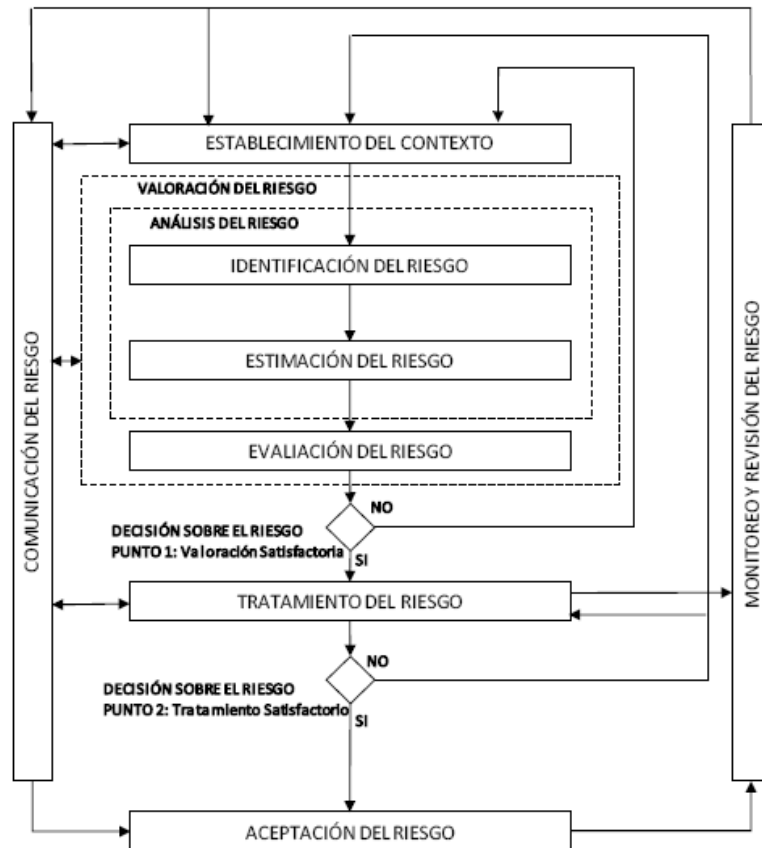 ESTABLECIMIENTO DEL CONTEXTO
VALORACIÓN DEL RIESGO
ANÁLISIS DEL RIESGO
IDENTIFICACIÓN DEL RIESGO
ESTIMACIÓN DEL RIESGO
EVALIACIÓN DEL RIESGO
NO
DECISIÓN SOBRE EL RIESGO
PUNTO 1: Valoración Satisfactoria
SI
TRATAMIENTO DEL RIESGO
NO
DECISIÓN SOBRE EL RIESGO
PUNTO 2: Tratamiento Satisfactorio
SI
ACEPTACIÓN DEL RIESGO
COMUNICACIÓN DEL RIESGO
MONITOREO Y REVISIÓN DEL RIESGO